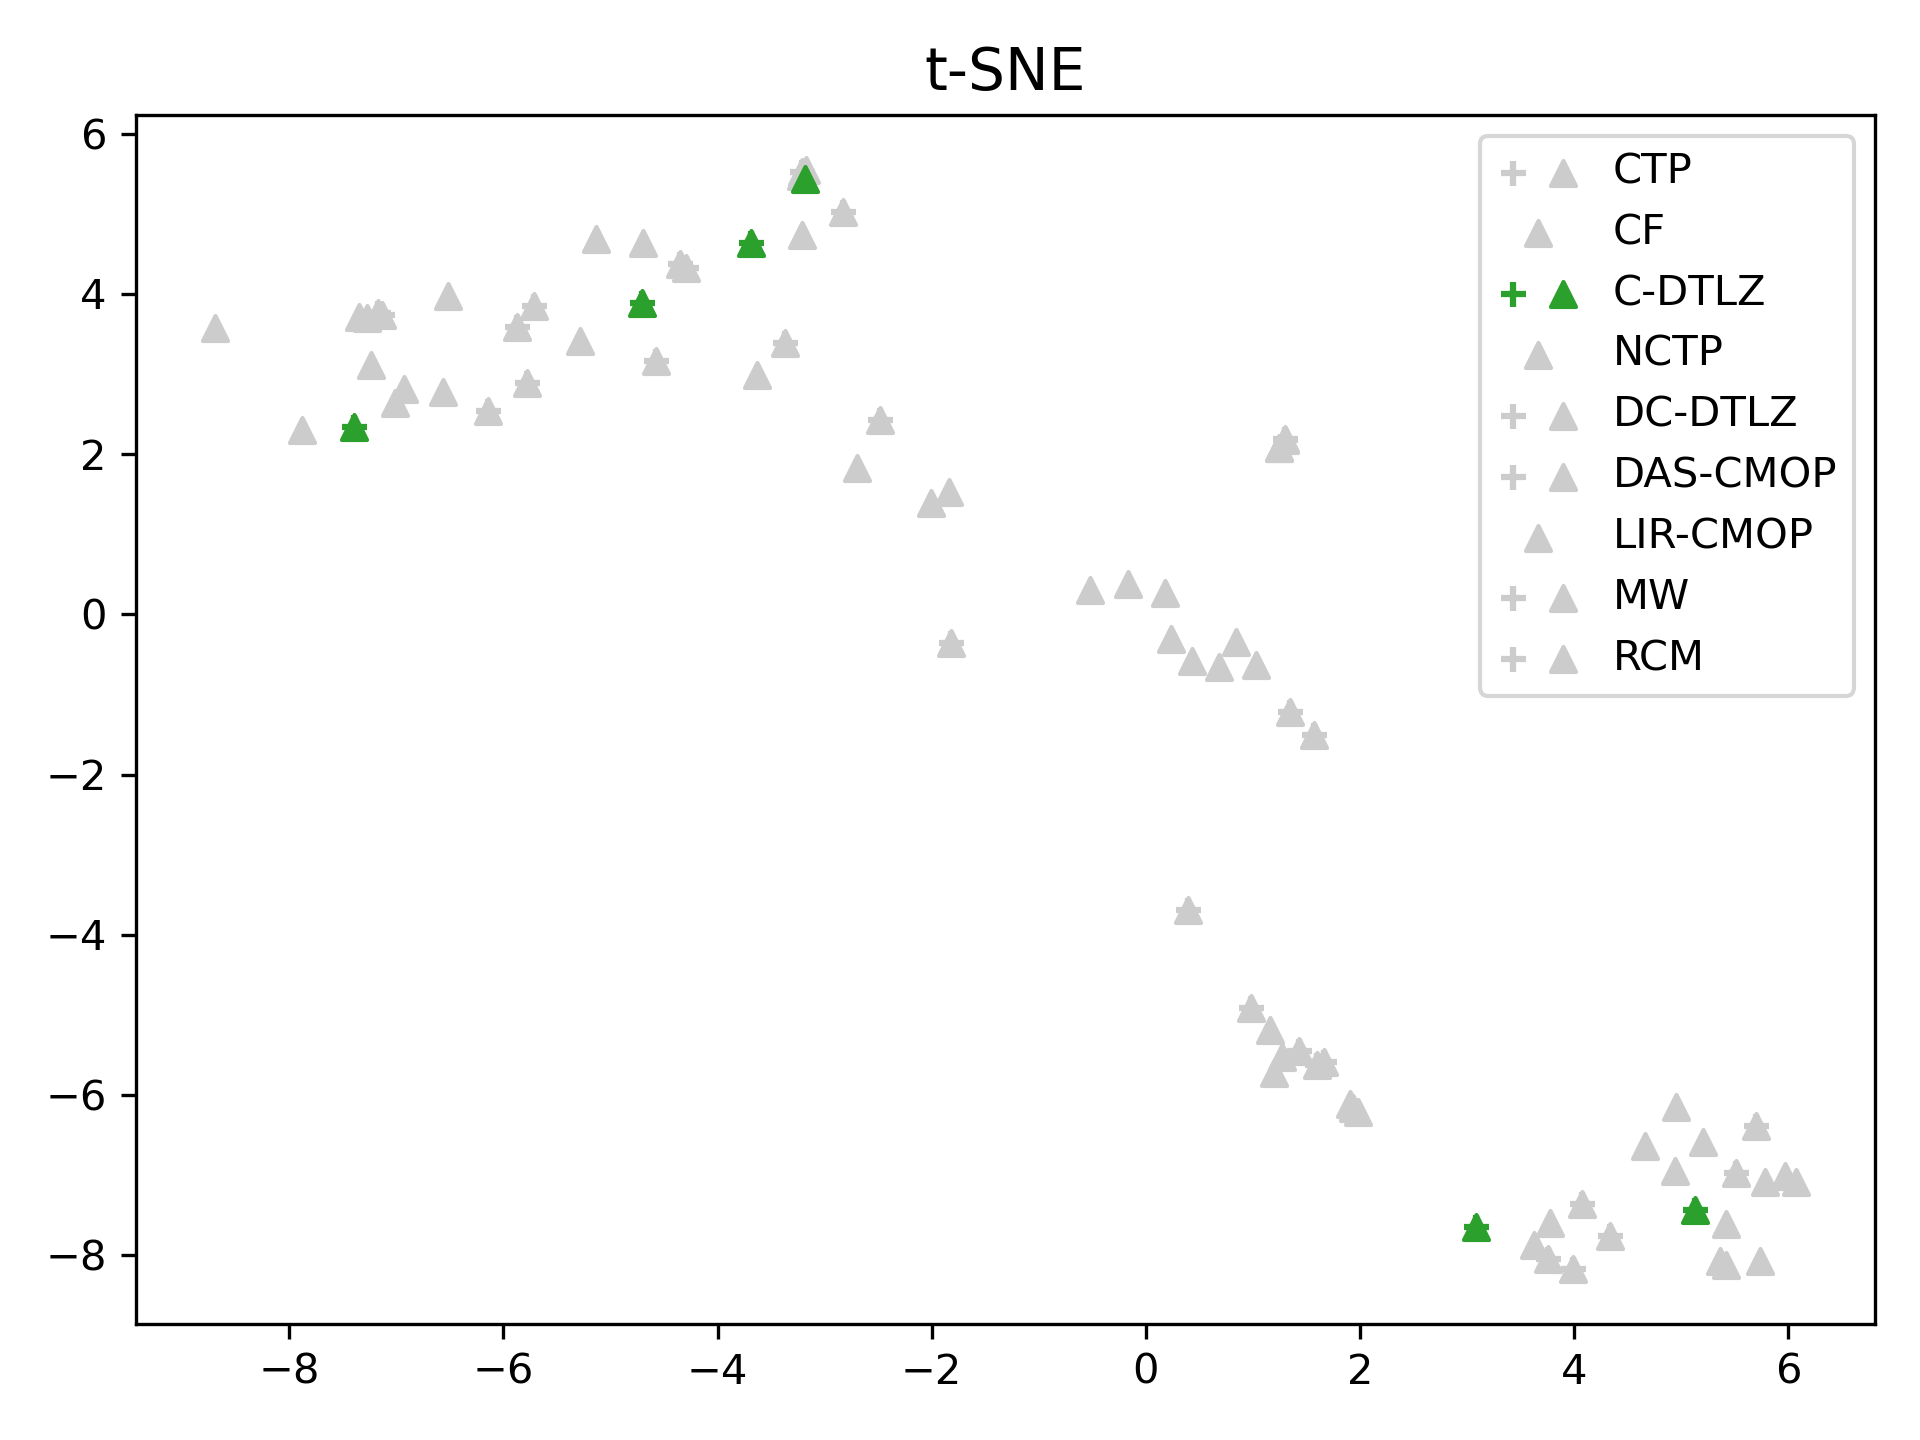 t-SNE
6
4
2
0
−2
−4
−6
−8
CTP
CF
C-DTLZ
NCTP
DC-DTLZ
DAS-CMOP
LIR-CMOP
MW
RCM
−8 −6 −4 −2 0 2 4 6